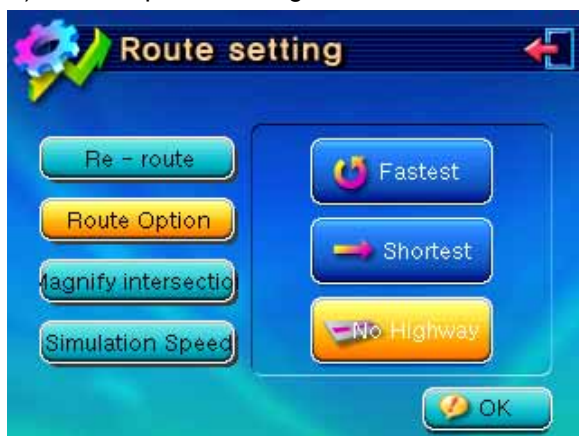 Route setting
Re - route
Route Option
Magnify intersectio
Simulation Speed
Fastest
Shortest
No Highway
OK